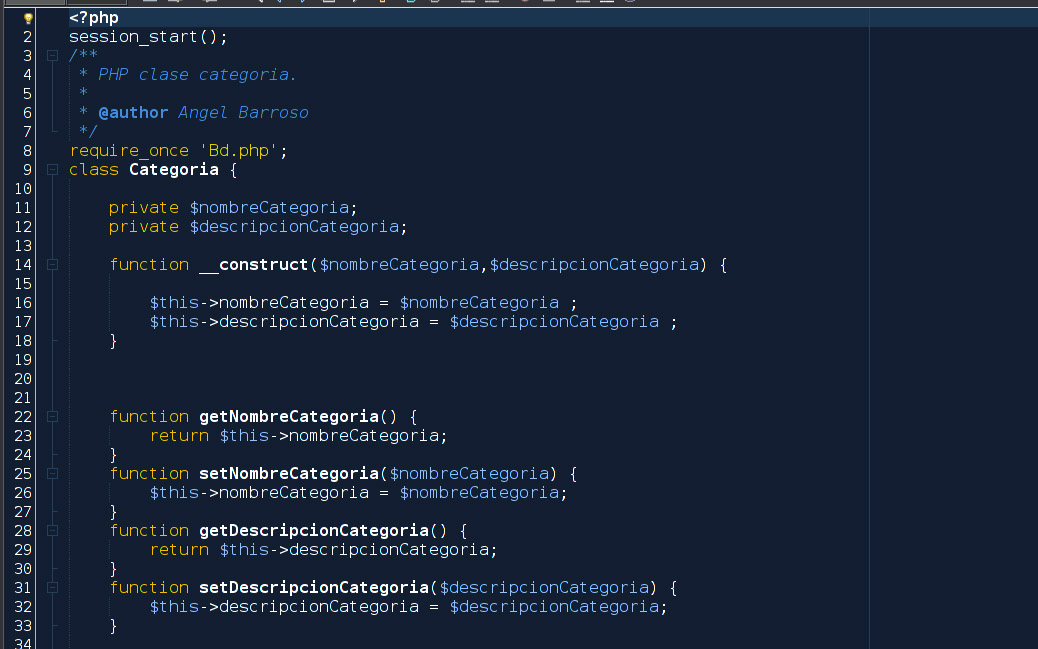 <?php
2 session_start();
3 /**
4 * PHP clase categoria.
5 *
6 * @author Angel Barroso
7 */
8 require_once 'Bd.php';
9 class Categoria {
10
11 private $nombreCategoria;
12 private $descripcionCategoria;
13
14 function __construct($nombreCategoria,$descripcionCategoria) {
15
16 $this->nombreCategoria = $nombreCategoria ;
17 $this->descripcionCategoria = $descripcionCategoria ;
18 }
19
20
21
22 function getNombreCategoria() {
23 return $this->nombreCategoria;
24 }
25 function setNombreCategoria($nombreCategoria) {
26 $this->nombreCategoria = $nombreCategoria;
27 }
28 function getDescripcionCategoria() {
29 return $this->descripcionCategoria;
30 }
31 function setDescripcionCategoria($descripcionCategoria) {
32 $this->descripcionCategoria = $descripcionCategoria;
33 }
34